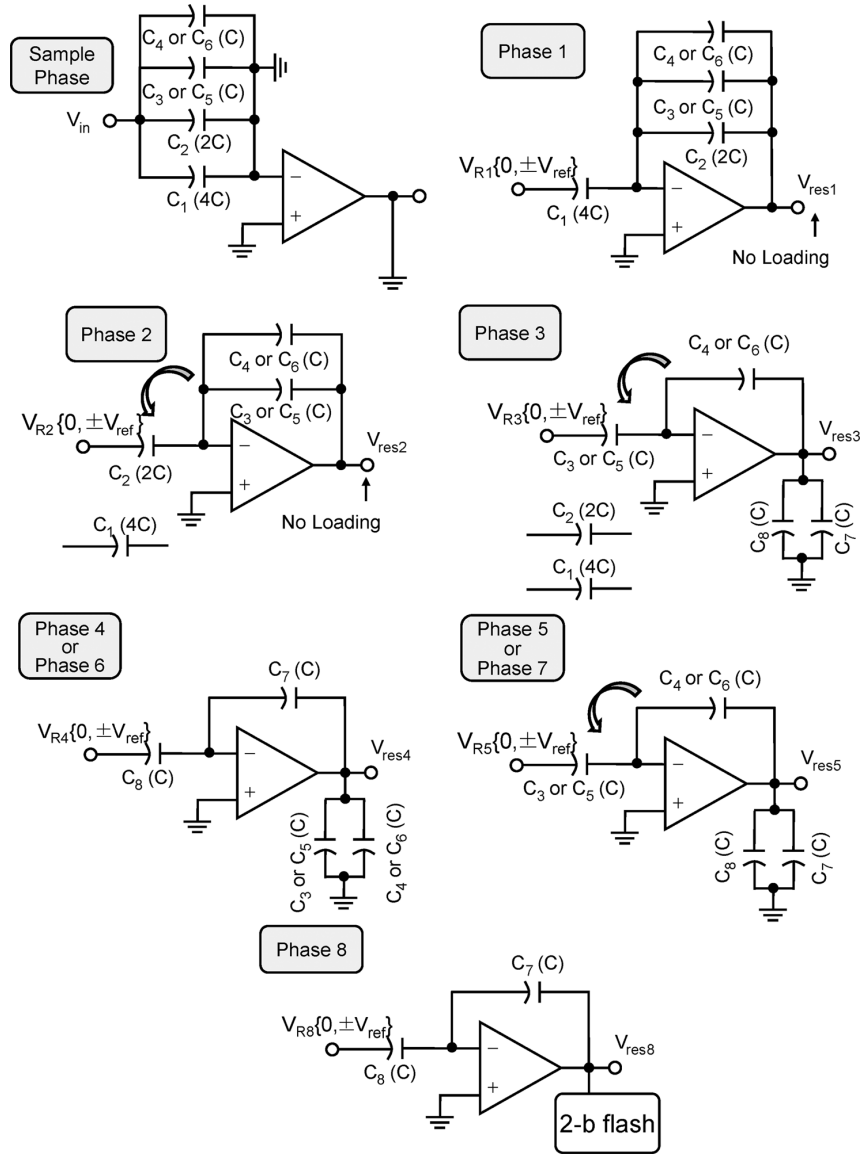 Sample
Phase
C4 or C6 (C)
C3 or C5 (C)
Vin
C2 (2C)
C1 (4C)
−
+
Phase 1
C4 or C6 (C)
C3 or C5 (C)
C2 (2C)
VR1{0,±Vref}
C1 (4C)
−
+
Vres1
No Loading
Phase 2
C4 or C6 (C)
C3 or C5 (C)
VR2{0,±Vref}
C2 (2C)
−
+
Vres2
No Loading
C1 (4C)
Phase 3
C4 or C6 (C)
VR3{0,±Vref}
C3 or C5 (C)
−
+
Vres3
C2 (2C)
C1 (4C)
C8 (C)
C7 (C)
Phase 4
or
Phase 6
C7 (C)
VR4{0,±Vref}
C8 (C)
−
+
Vres4
C3 or C5 (C)
C4 or C6 (C)
Phase 5
or
Phase 7
C4 or C6 (C)
VR5{0,±Vref}
C3 or C5 (C)
−
+
Vres5
C8 (C)
C7 (C)
Phase 8
C7 (C)
VR8{0,±Vref}
C8 (C)
−
+
Vres8
2-b flash